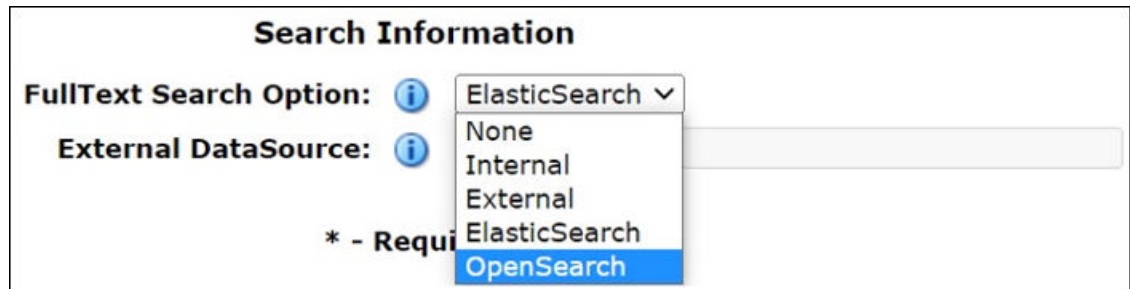 Search Information
FullText Search Option: ElasticSearch
None
External DataSource:
Internal
External
* - Requi ElasticSearch
OpenSearch